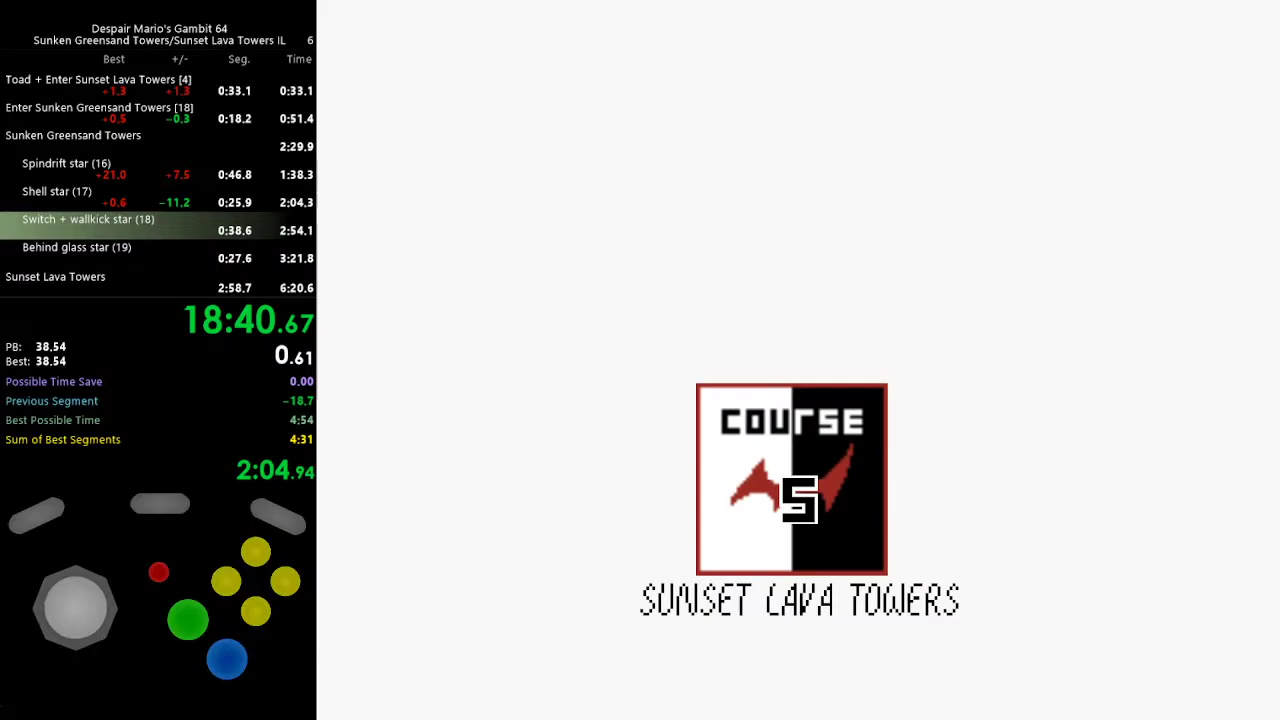 Despair Mario's Gambit 64
Sunken Greensand Towers/Sunset Lava Towers IL 6
Best +/- Seg. Time
Toad + Enter Sunset Lava Towers [4]
+1.3 +1.3 0:33.1 0:33.1
Enter Sunken Greensand Towers [18]
+0.5 −0.3 0:18.2 0:51.4
Sunken Greensand Towers
2:29.9
Spindrift star (16)
+21.0 +7.5 0:46.8 1:38.3
Shell star (17)
+0.6 −11.2 0:25.9 2:04.3
Switch + wallkick star (18)
0:38.6 2:54.1
Behind glass star (19)
0:27.6 3:21.8
Sunset Lava Towers
2:58.7 6:20.6
18:40.67
PB: 38.54
Best: 38.54
0.61
Possible Time Save 0.00
Previous Segment −18.7
Best Possible Time 4:54
Sum of Best Segments 4:31
2:04.94
COURSE
5
SUNSET LAVA TOWERS